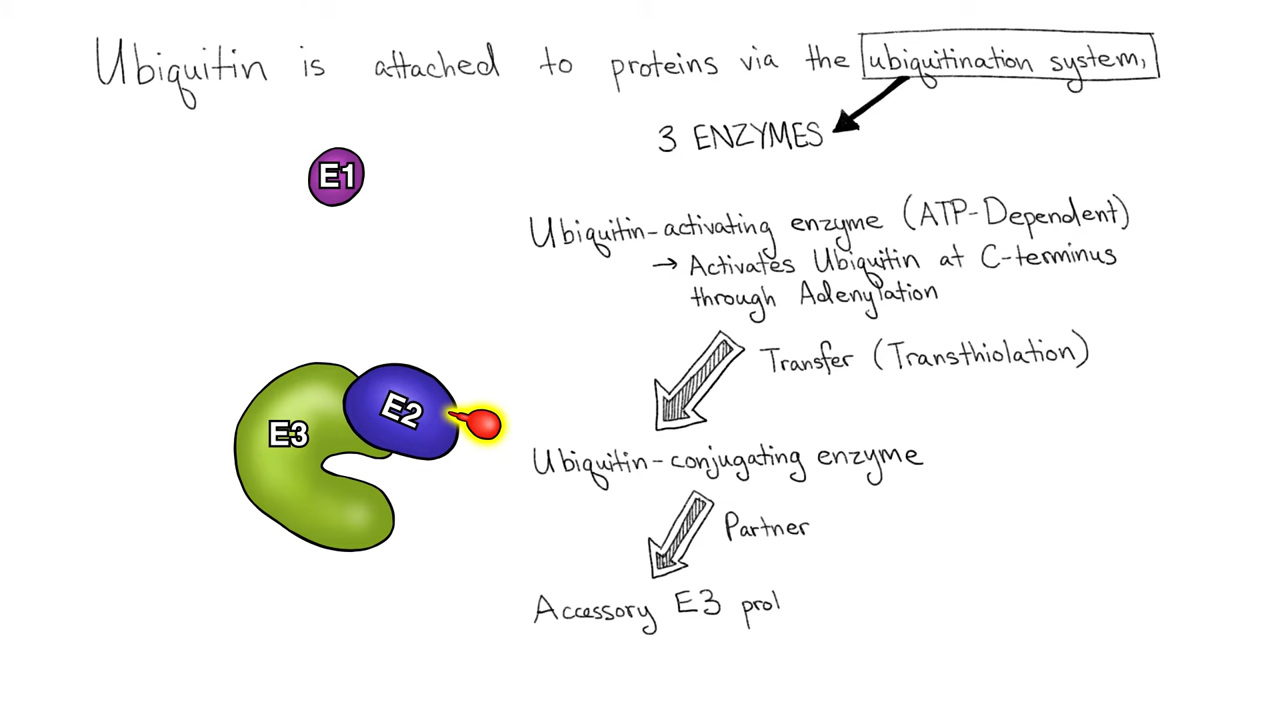 Ubiquitin is attached to proteins via the ubiquitination system,
3 ENZYMES
E1
Ubiquitin-activating enzyme (ATP-Dependent)
→ Activates Ubiquitin at C-terminus
through Adenylation
Transfer (Transthiolation)
E2
E3
Ubiquitin-conjugating enzyme
Partner
Accessory E3